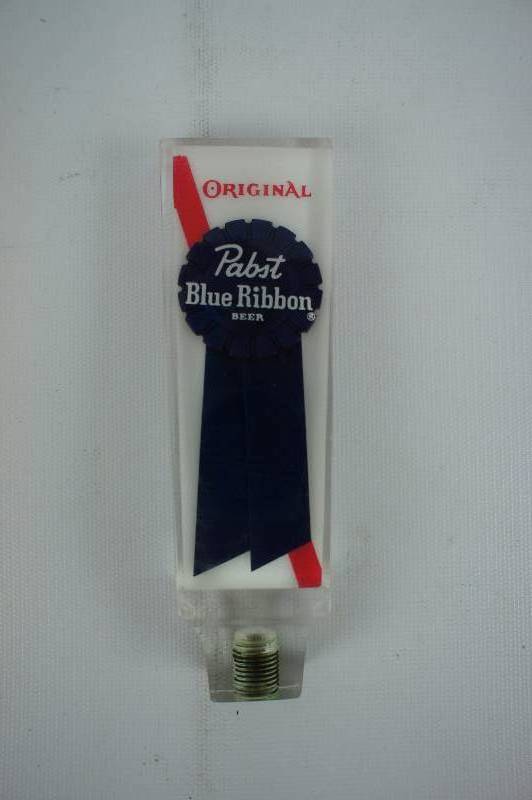 ORIGINAL
Pabst
Blue Ribbon
BEER ®